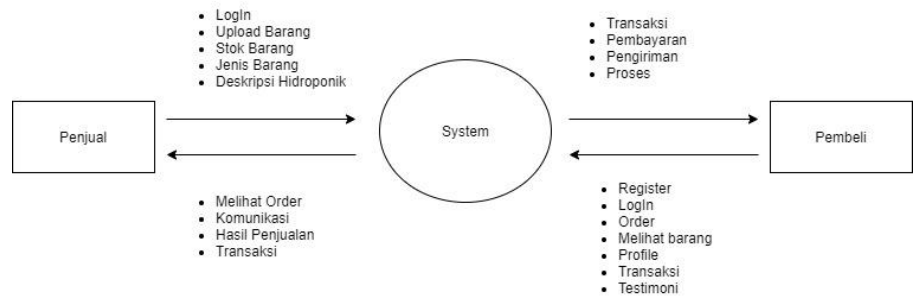 LogIn
Upload Barang
Stok Barang
Jenis Barang
Deskripsi Hidroponik
Transaksi
Pembayaran
Pengiriman
Proses
Penjual
System
Pembeli
Melihat Order
Komunikasi
Hasil Penjualan
Transaksi
Register
LogIn
Order
Melihat barang
Profile
Transaksi
Testimoni